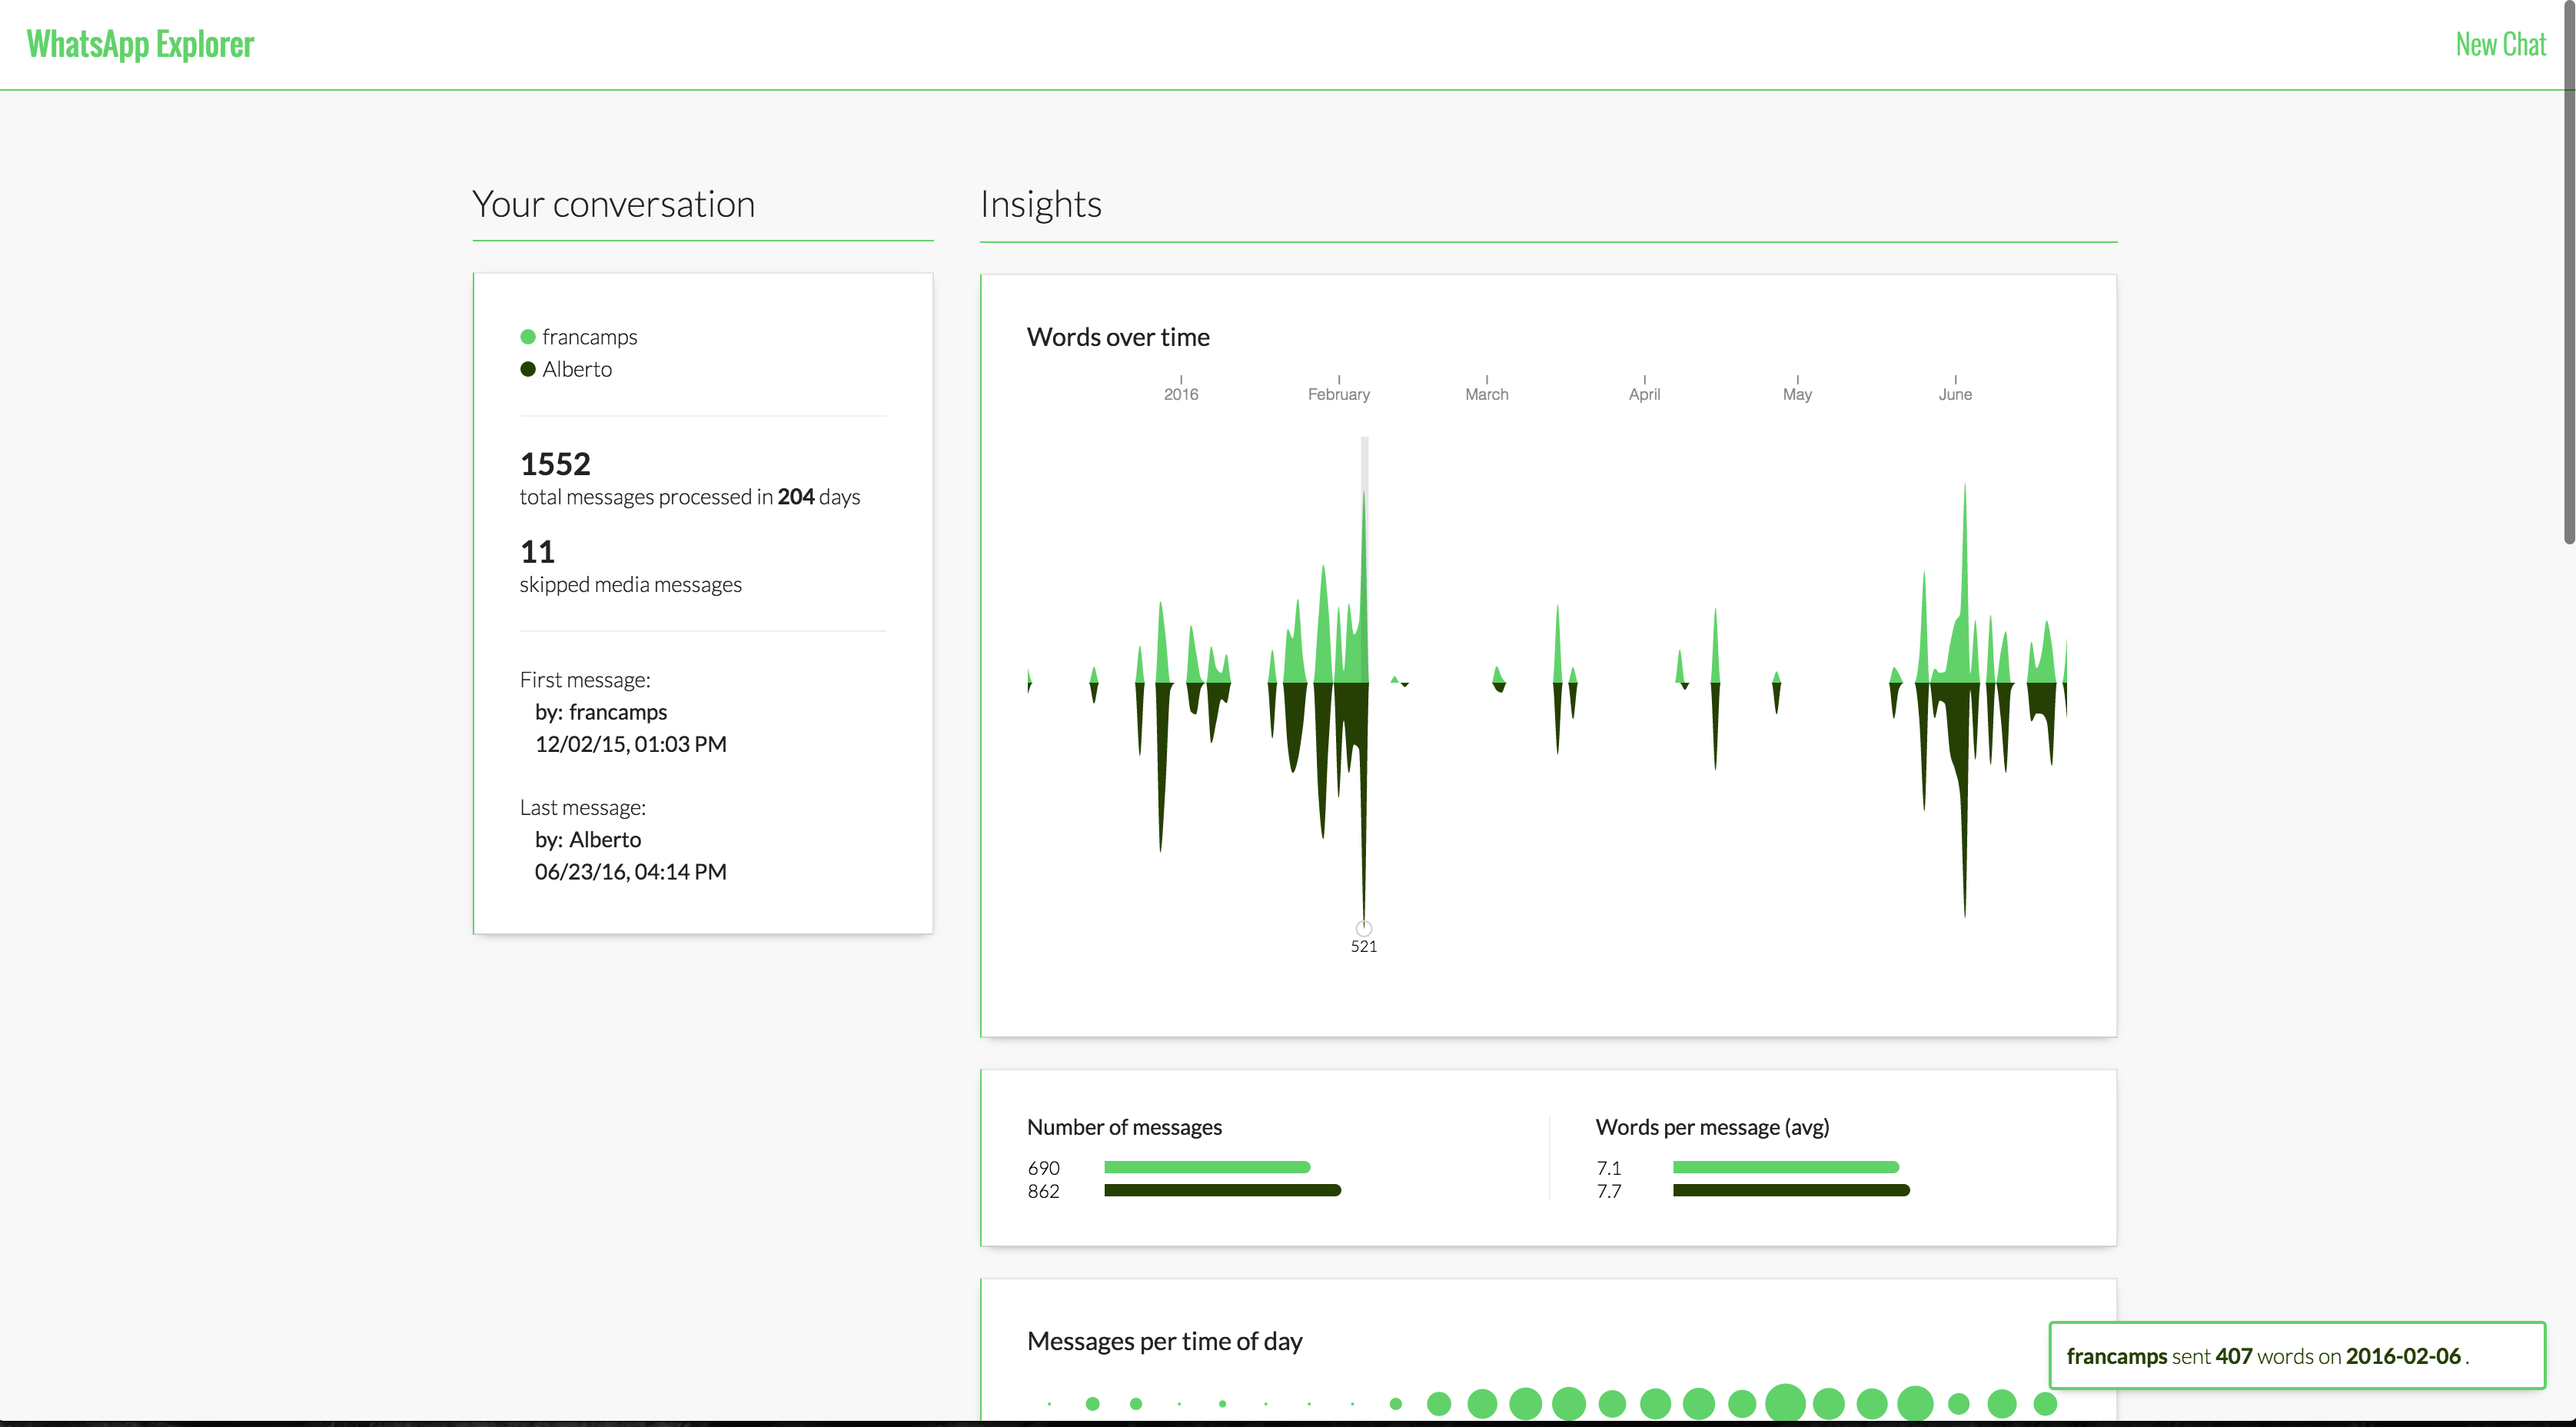 WhatsApp Explorer
New Chat
Your conversation
francamps
Alberto
1552
total messages processed in 204 days
11
skipped media messages
First message:
by: francamps
12/02/15, 01:03 PM
Last message:
by: Alberto
06/23/16, 04:14 PM
Insights
Words over time
2016 February March April May June
521
Number of messages
690
862
Words per message (avg)
7.1
7.7
Messages per time of day
francamps sent 407 words on 2016-02-06 .